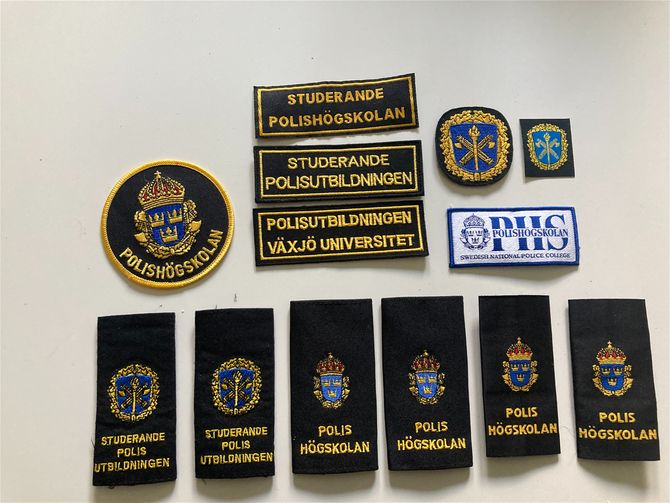 STUDERANDE
POLISHÖGSKOLAN
STUDERANDE
POLISUTBILDNINGEN
POLISUTBILDNINGEN
VÄXJÖ UNIVERSITET
POLISHÖGSKOLAN
PHS
POLISHÖGSKOLAN
SWEDISH NATIONAL POLICE COLLEGE
STUDERANDE
POLIS
UTBILDNINGEN
STUDERANDE
POLIS
UTBILDNINGEN
POLIS
HÖGSKOLAN
POLIS
HÖGSKOLAN
POLIS
HÖGSKOLAN
POLIS
HÖGSKOLAN